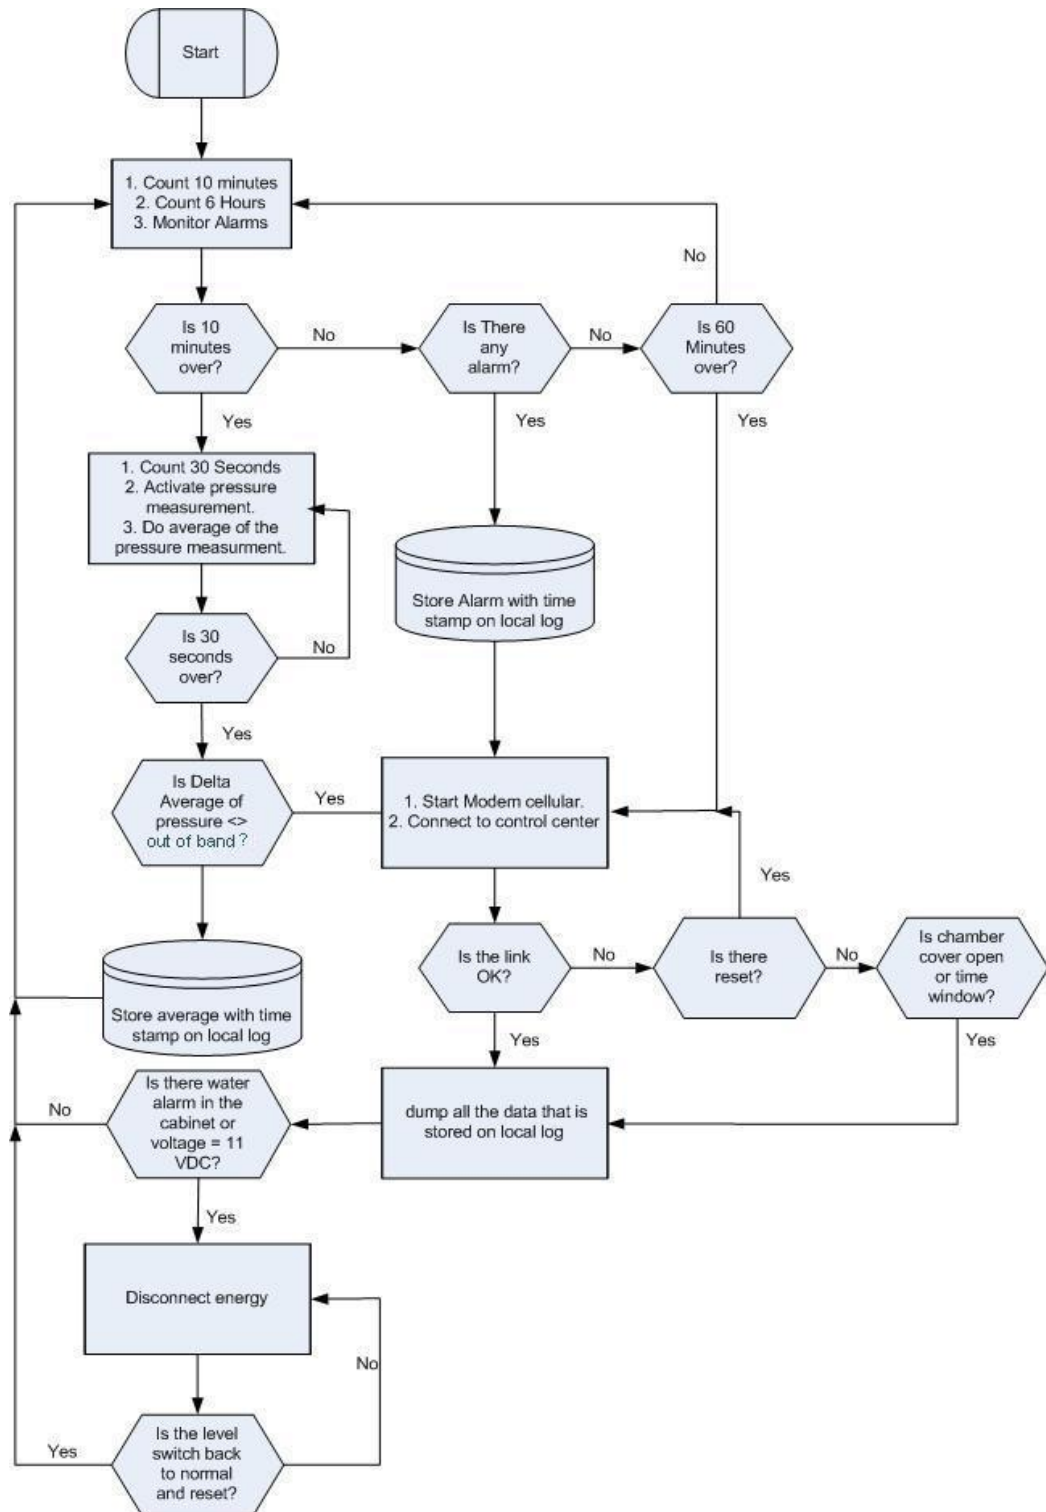 Start
1. Count 10 minutes
2. Count 6 Hours
3. Monitor Alarms
No
Is 10
minutes
over?
No
Is There
any
alarm?
No
Is 60
Minutes
over?
Yes
Yes
Yes
1. Count 30 Seconds
2. Activate pressure
measurement.
3. Do average of the
pressure measurment.
Store Alarm with time
stamp on local log
Is 30
seconds
over?
No
Yes
Is Delta
Average of
pressure <>
out of band?
Yes
1. Start Modem cellular.
2. Connect to control center
Yes
Is the link
OK?
No
Is there
reset?
No
Is chamber
cover open
or time
window?
Store average with time
stamp on local log
Yes
Yes
Is there water
alarm in the
cabinet or
voltage = 11
VDC?
No
dump all the data that is
stored on local log
Yes
Disconnect energy
No
Is the level
switch back
to normal
and reset?
Yes